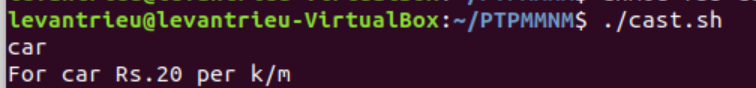 levantrieu@levantrieu-VirtualBox:~/PTPMMNM$ ./cast.sh
car
For car Rs.20 per k/m